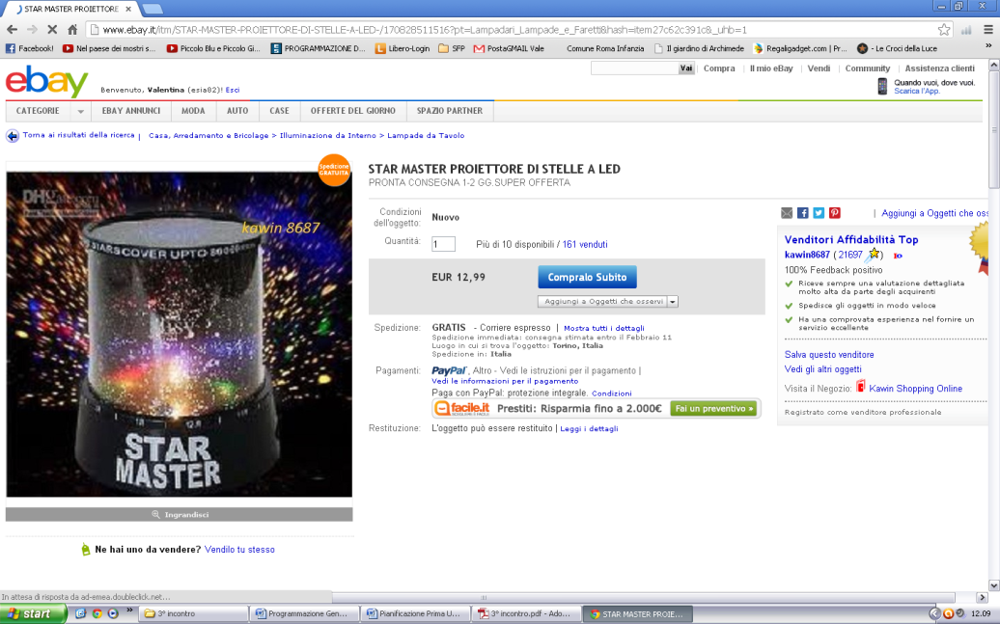 STAR MASTER PROIETTORE
www.ebay.it/itm/STAR-MASTER-PROIETTORE-DI-STELLE-A-LED-/170828511516?pt=Lampadari_Lampade_e_Faretti&hash=item27c62c391c&_uhb=1
Facebook! Nel paese dei mostri s... Piccolo Blu e Piccolo Gi... PROGRAMMAZIONE D... Libero-Login SFP PostaGMAIL Vale Comune Roma Infanzia Il giardino di Archimede Regaligadget.com | Pr... - Le Croci della Luce »
Vai Compra | Il mio eBay | Vendi | Community | Assistenza clienti
ebay Benvenuto, Valentina (esia82)! Esci
Quando vuoi, dove vuoi.
Scarica l'App.
CATEGORIE EBAY ANNUNCI MODA AUTO CASE OFFERTE DEL GIORNO SPAZIO PARTNER
Torna ai risultati della ricerca | Casa, Arredamento e Bricolage > Illuminazione da Interno > Lampade da Tavolo
Spedizione
GRATUITA
DHgate
kawin 8687
STARS COVER UPTO
STAR
MASTER
Ingrandisci
Ne hai uno da vendere? Vendilo tu stesso
STAR MASTER PROIETTORE DI STELLE A LED
PRONTA CONSEGNA 1-2 GG.SUPER OFFERTA
Condizioni
dell'oggetto: Nuovo
Quantità: 1 Più di 10 disponibili / 161 venduti
EUR 12,99 Compralo Subito
Aggiungi a Oggetti che osservi
Spedizione: GRATIS - Corriere espresso | Mostra tutti i dettagli
Spedizione immediata: consegna stimata entro il Febbraio 11
Luogo in cui si trova l'oggetto: Torino, Italia
Spedizione in: Italia
Pagamenti: PayPal, Altro - Vedi le istruzioni per il pagamento |
Vedi le informazioni per il pagamento
Paga con PayPal: protezione integrale. Condizioni
facile.it Prestiti: Risparmia fino a 2.000€ Fai un preventivo »
Restituzione: L'oggetto può essere restituito | Leggi i dettagli
| Aggiungi a Oggetti che oss
Venditori Affidabilità Top
kawin8687 ( 21697 )
100% Feedback positivo
Riceve sempre una valutazione dettagliata
molto alta da parte degli acquirenti
Spedisce gli oggetti in modo veloce
Ha una comprovata esperienza nel fornire un
servizio eccellente
Salva questo venditore
Vedi gli altri oggetti
Visita il Negozio: Kawin Shopping Online
Registrato come venditore professionale
In attesa di risposta da ad-emea.doubleclick.net...
start » 3° incontro Programmazione Gen... Pianificazione Prima U... 3° incontro.pdf - Ado... STAR MASTER PROIE... 12.09